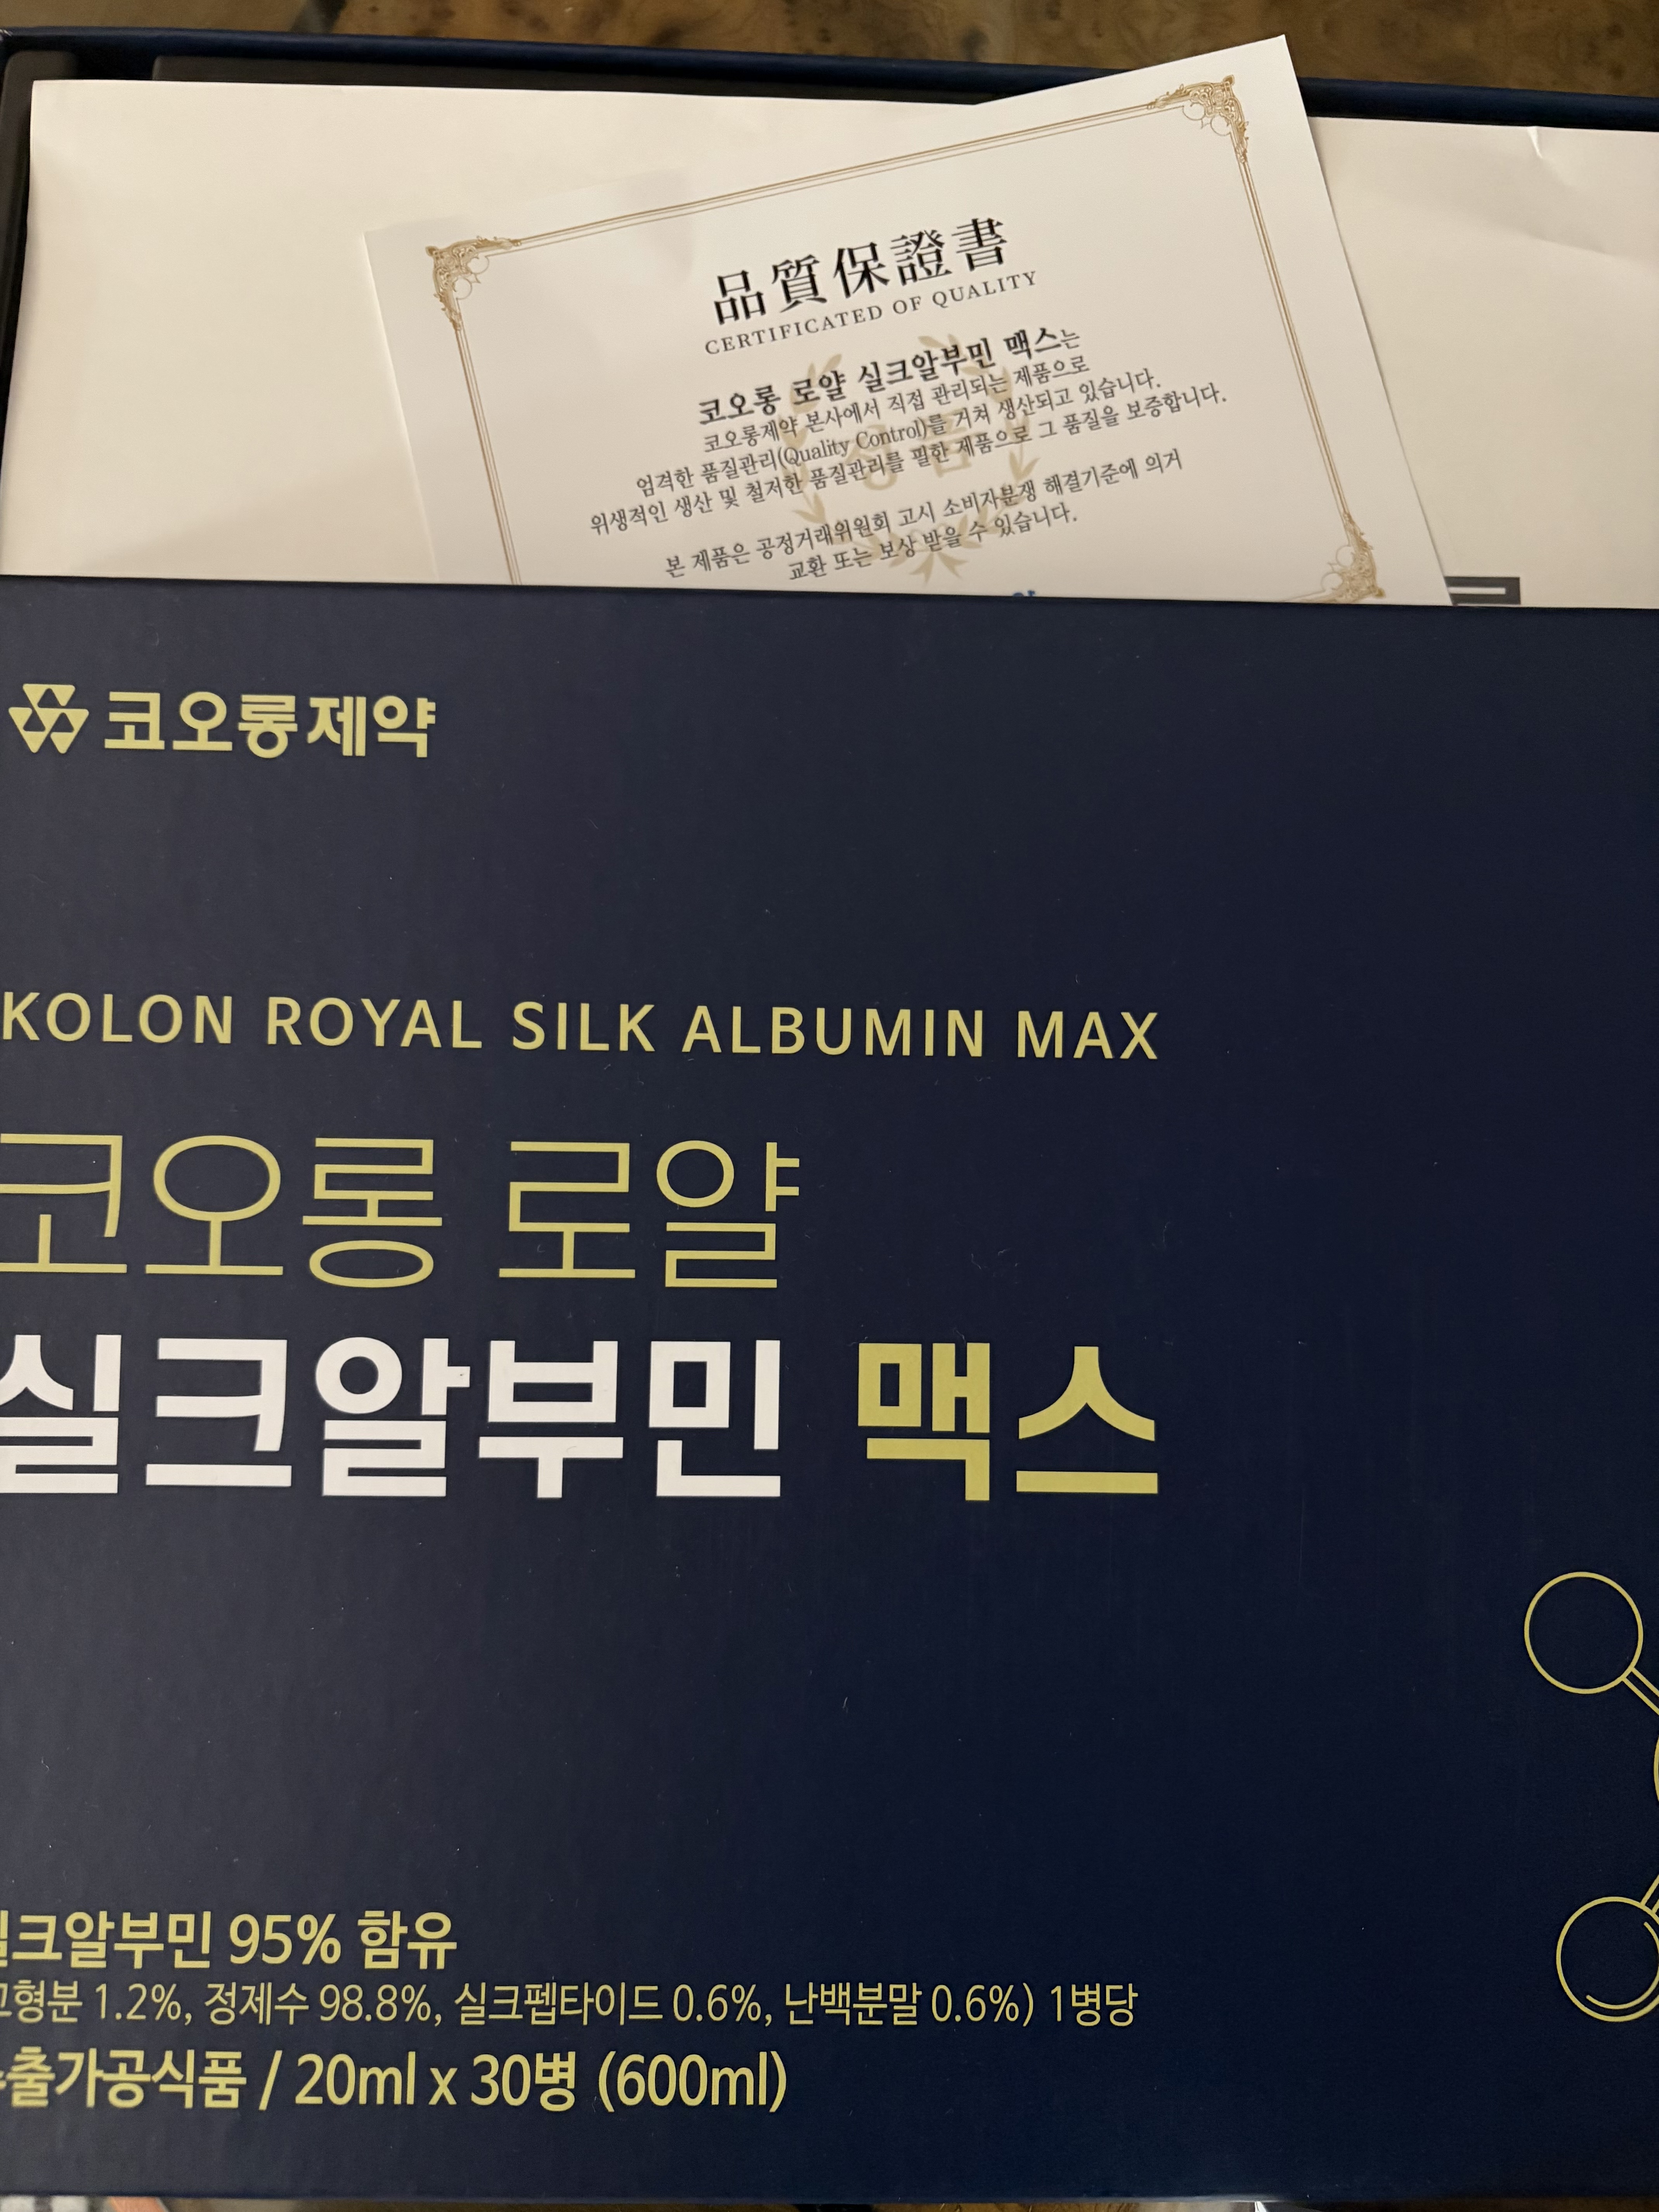 品質保證書
CERTIFICATED OF QUALITY
코오롱 로얄 실크알부민 맥스는
코오롱제약 본사에서 직접 관리되는 제품으로
엄격한 품질관리(Quality Control)를 거쳐 생산되고 있습니다.
위생적인 생산 및 철저한 품질관리를 필한 제품으로 그 품질을 보증합니다.
본 제품은 공정거래위원회 고시 소비자분쟁 해결기준에 의거
교환 또는 보상 받을 수 있습니다.
코오롱제약
KOLON ROYAL SILK ALBUMIN MAX
코오롱 로얄
실크알부민 맥스
실크알부민 95% 함유
고형분 1.2%, 정제수 98.8%, 실크펩타이드 0.6%, 난백분말 0.6%) 1병당
추출가공식품 / 20ml x 30병 (600ml)